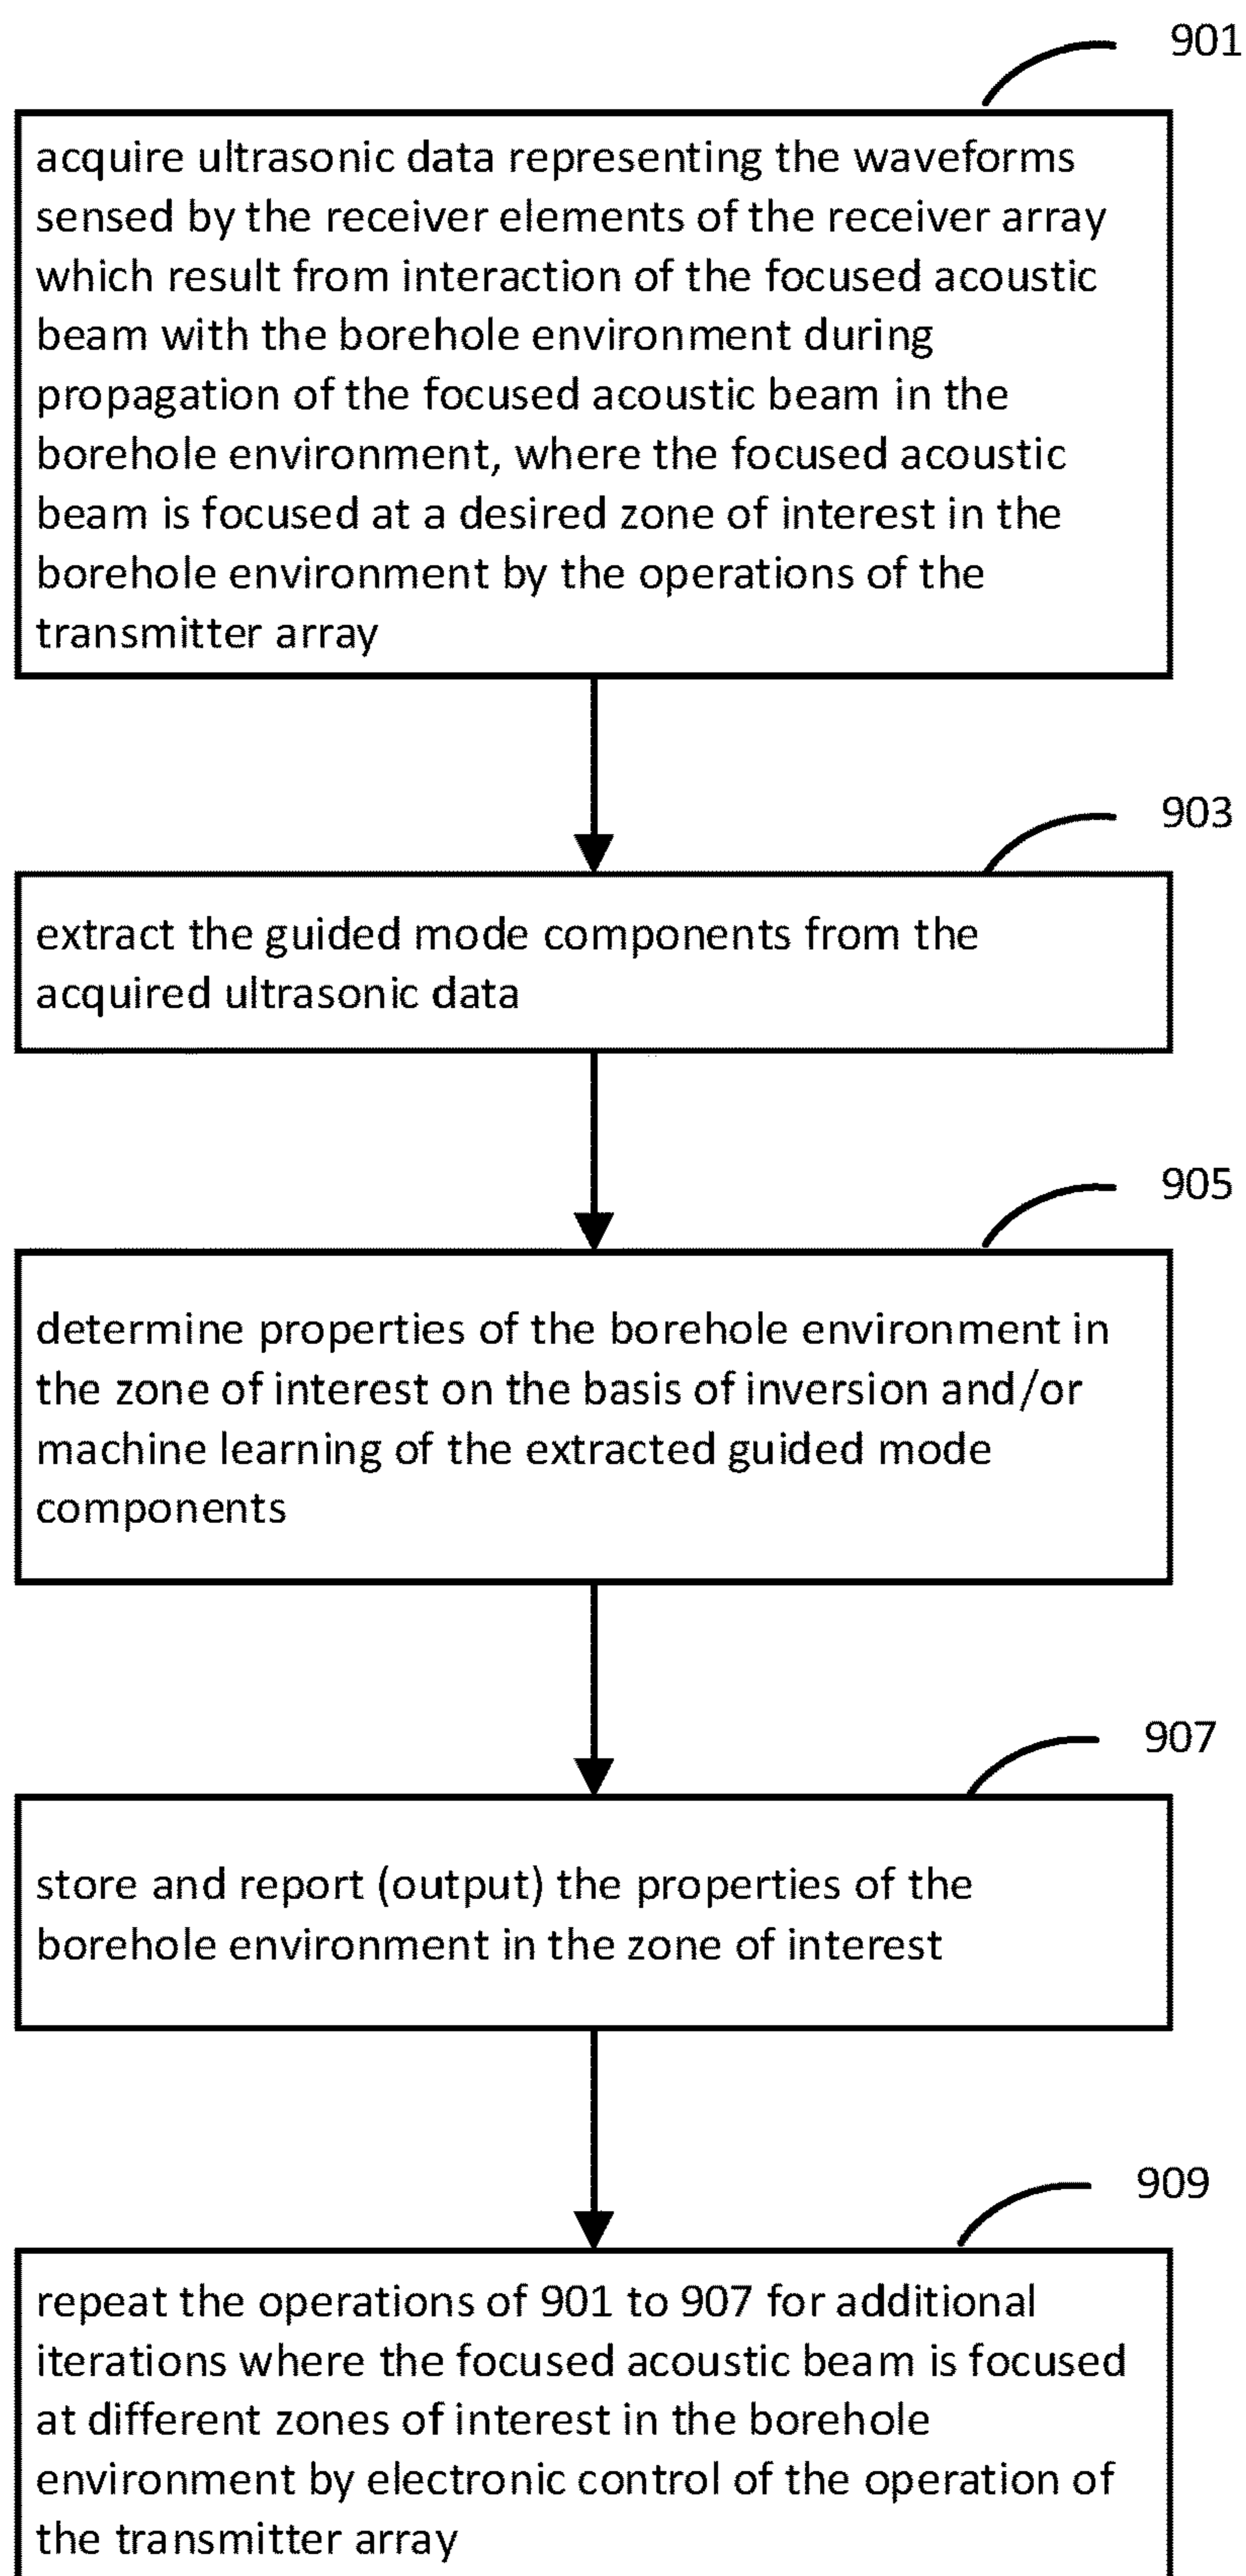 901
acquire ultrasonic data representing the waveforms
sensed by the receiver elements of the receiver array
which result from interaction of the focused acoustic
beam with the borehole environment during
propagation of the focused acoustic beam in the
borehole environment, where the focused acoustic
beam is focused at a desired zone of interest in the
borehole environment by the operations of the
transmitter array
903
extract the guided mode components from the
acquired ultrasonic data
905
determine properties of the borehole environment in
the zone of interest on the basis of inversion and/or
machine learning of the extracted guided mode
components
907
store and report (output) the properties of the
borehole environment in the zone of interest
909
repeat the operations of 901 to 907 for additional
iterations where the focused acoustic beam is focused
at different zones of interest in the borehole
environment by electronic control of the operation of
the transmitter array